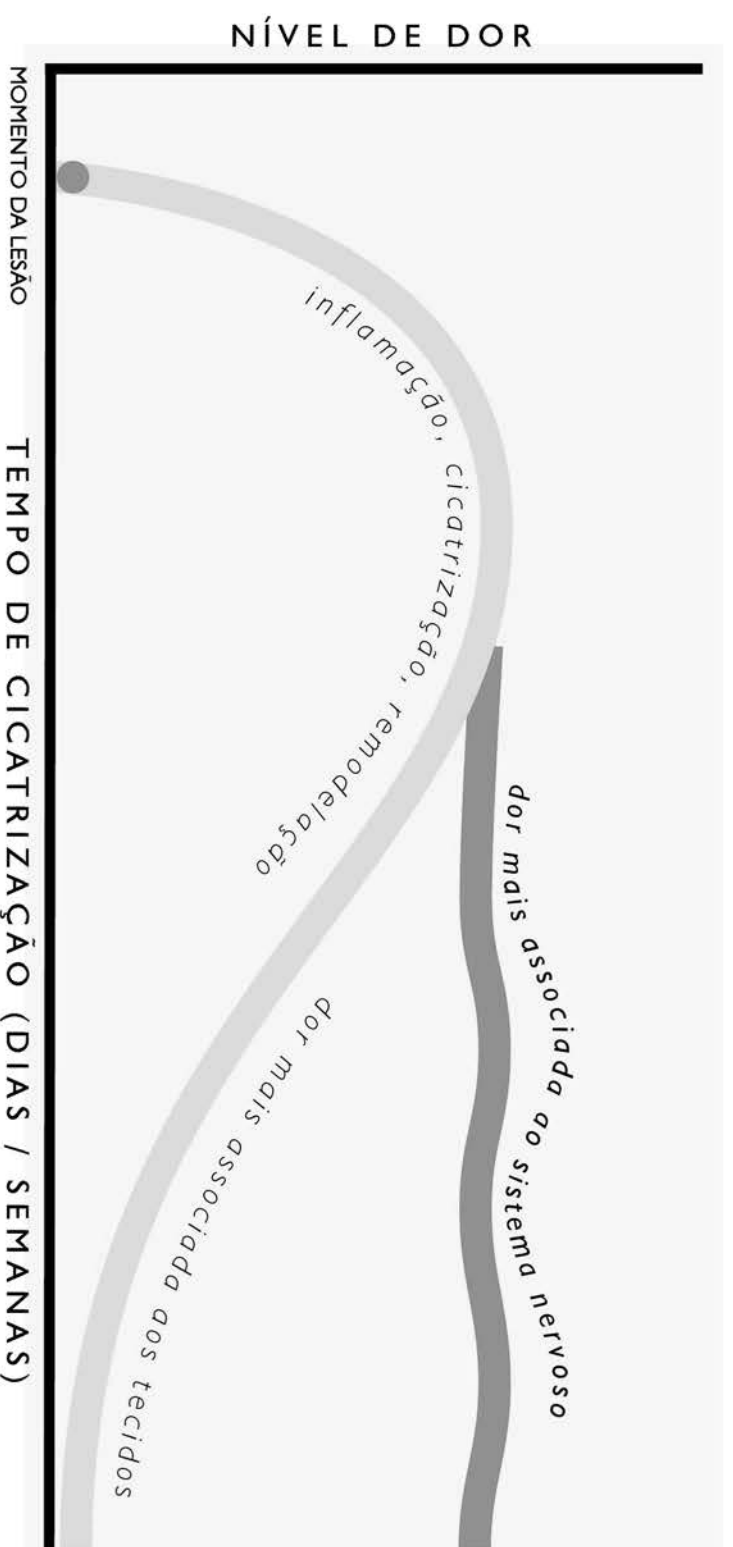 NÍVEL DE DOR
MOMENTO DA LESÃO
TEMPO DE CICATRIZAÇÃO (DIAS / SEMANAS)
inflamação, cicatrização, remodelação
dor mais associada ao sistema nervoso
dor mais associada aos tecidos